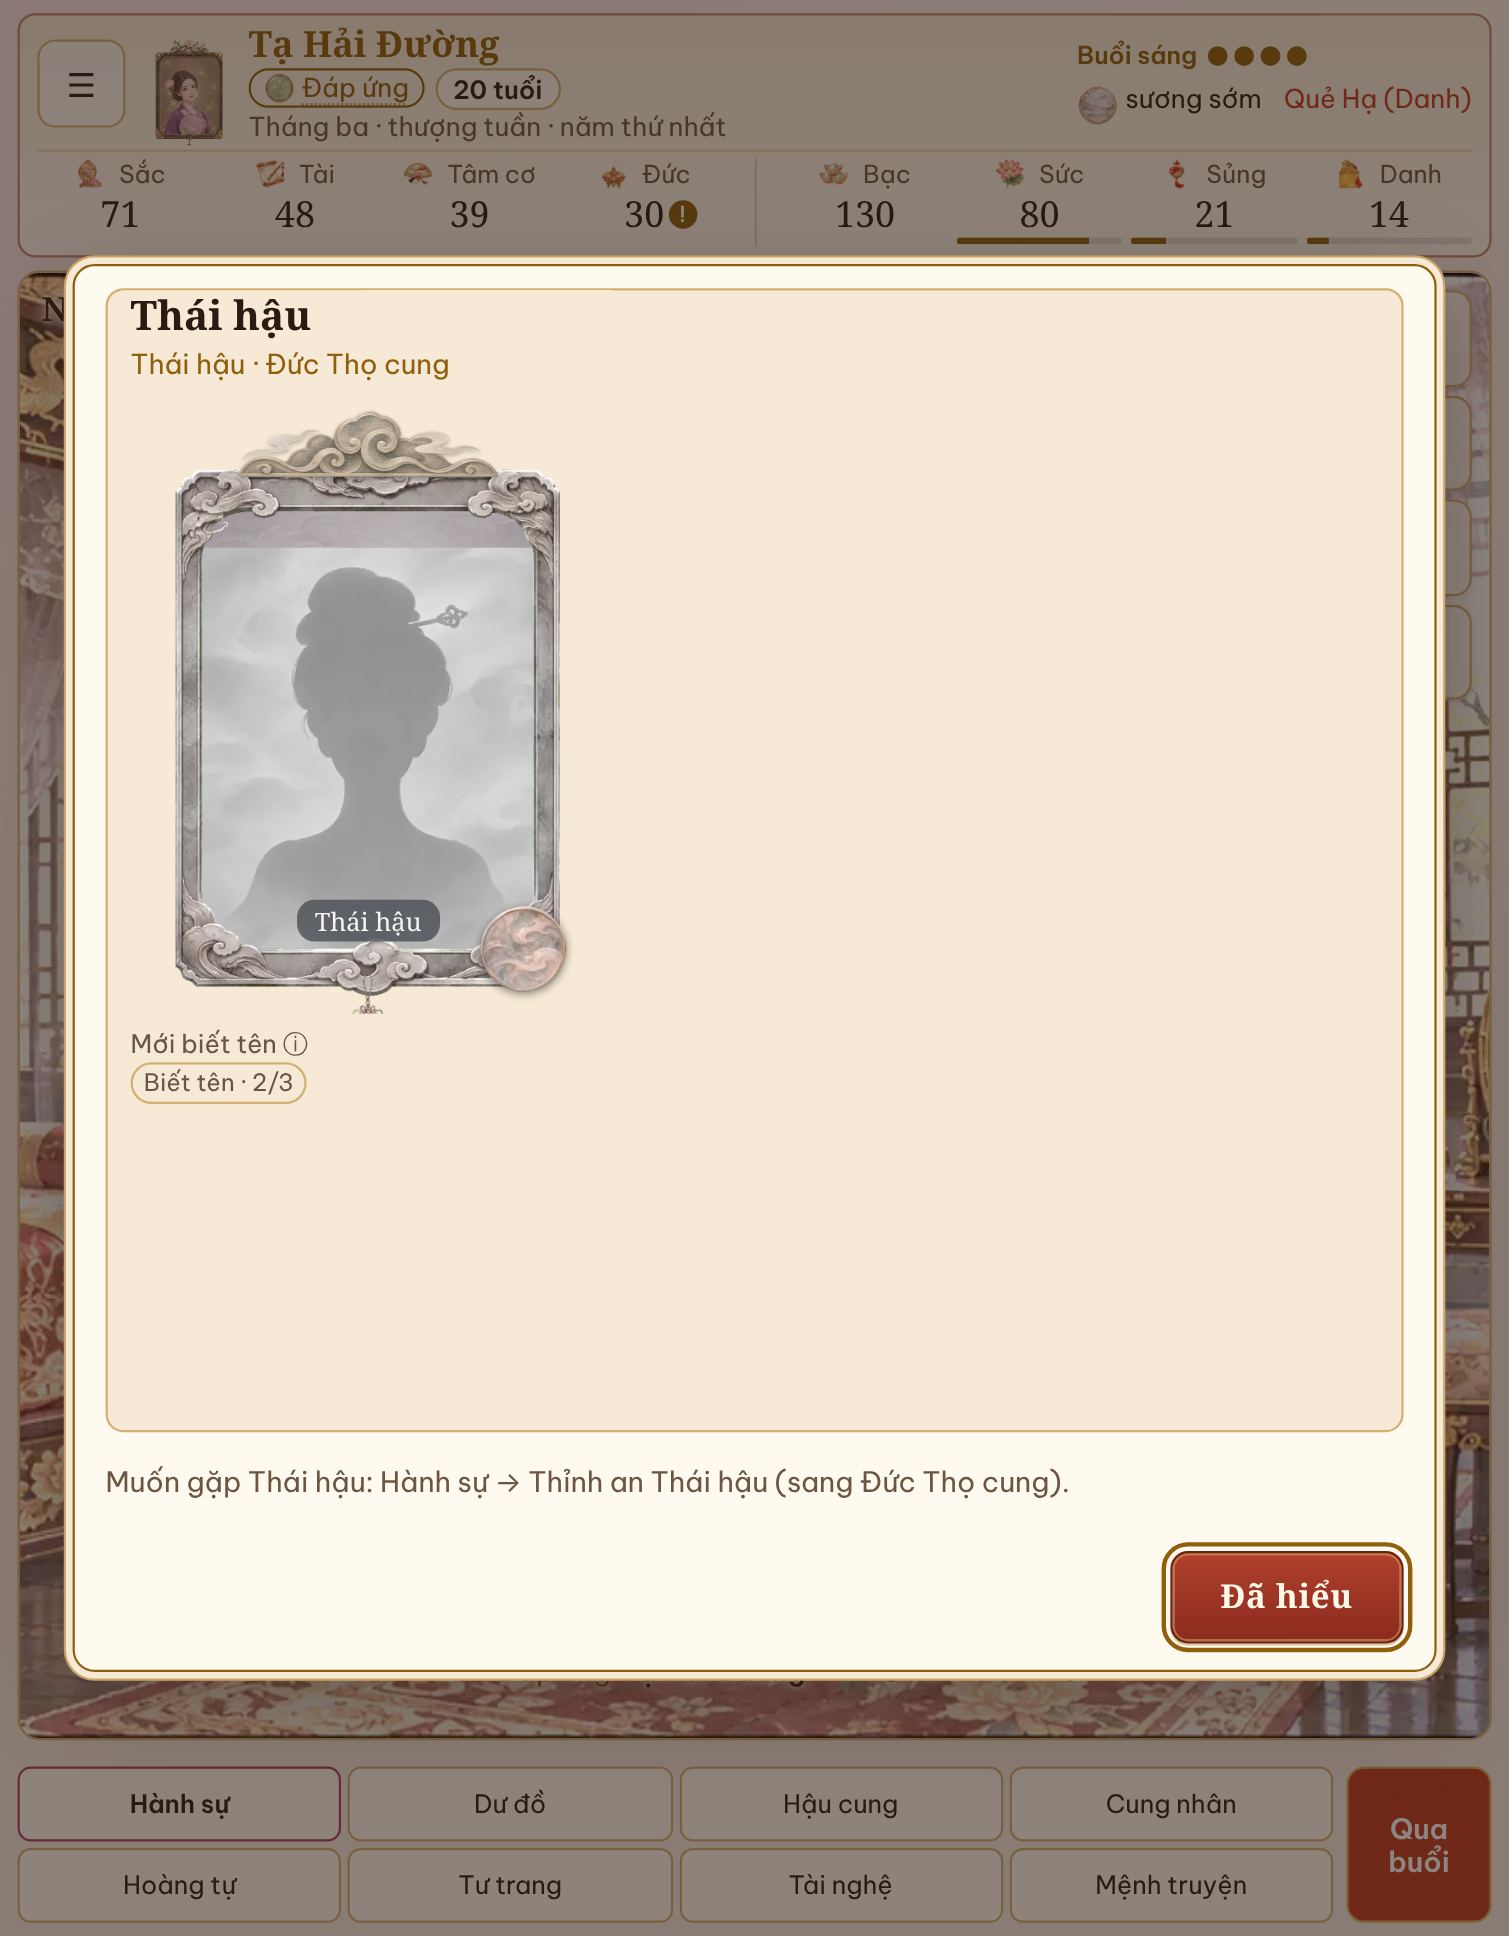 ☰
Tạ Hải Đường
Đáp ứng
20 tuổi
Tháng ba · thượng tuần · năm thứ nhất
Buổi sáng
sương sớm
Quẻ Hạ (Danh)
Sắc
71
Tài
48
Tâm cơ
39
Đức
30
Bạc
130
Sức
80
Sủng
21
Danh
14
Thái hậu
Thái hậu · Đức Thọ cung
Thái hậu
Mới biết tên ⓘ
Biết tên · 2/3
Muốn gặp Thái hậu: Hành sự → Thỉnh an Thái hậu (sang Đức Thọ cung).
Đã hiểu
Hành sự
Dư đồ
Hậu cung
Cung nhân
Hoàng tự
Tư trang
Tài nghệ
Mệnh truyện
Qua
buổi